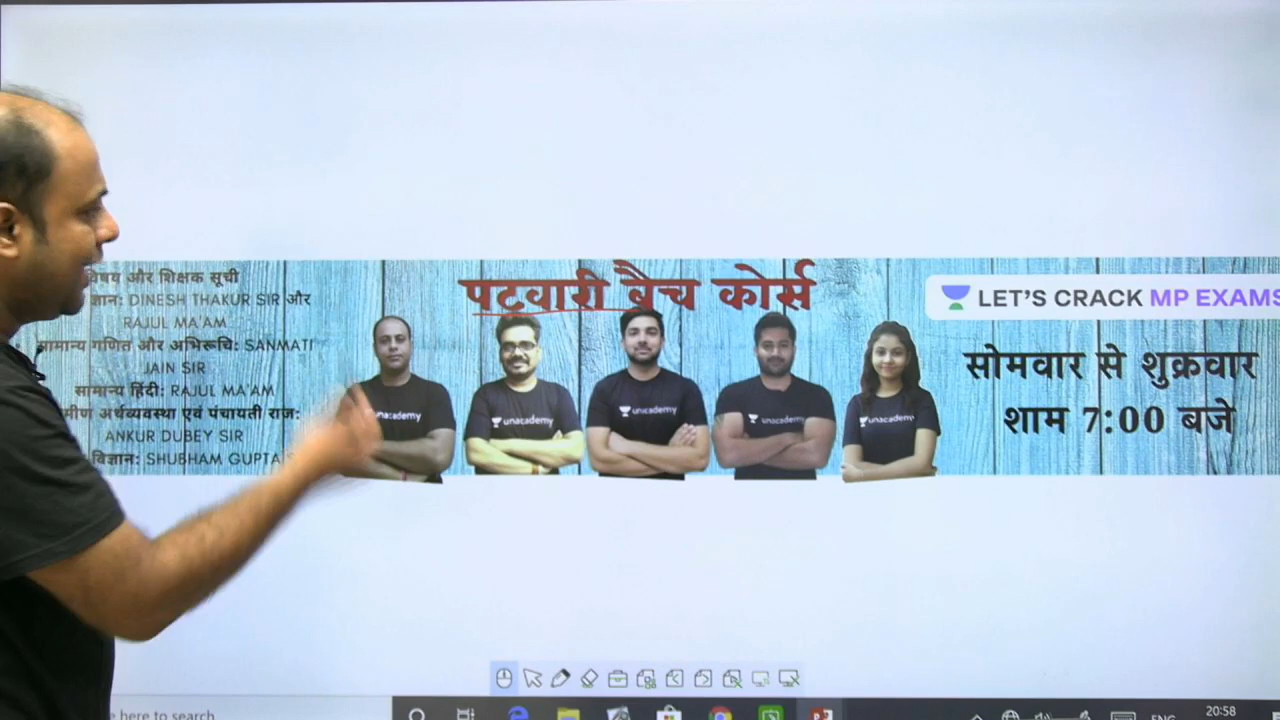 पटवारी बैच कोर्स
विषय और शिक्षक सूची
DINESH THAKUR SIR और
RAJUL MA'AM
सामान्य गणित और अभिरूचि: SANMATI
JAIN SIR
सामान्य हिंदी: RAJUL MA'AM
अर्थव्यवस्था एवं पंचायती राज:
ANKUR DUBEY SIR
विज्ञान: SHUBHAM GUPTA
unacademy
unacademy
unacademy
unacademy
unacademy
LET'S CRACK MP EXAMS
सोमवार से शुक्रवार
शाम 7:00 बजे
here to search
ENG
20:58